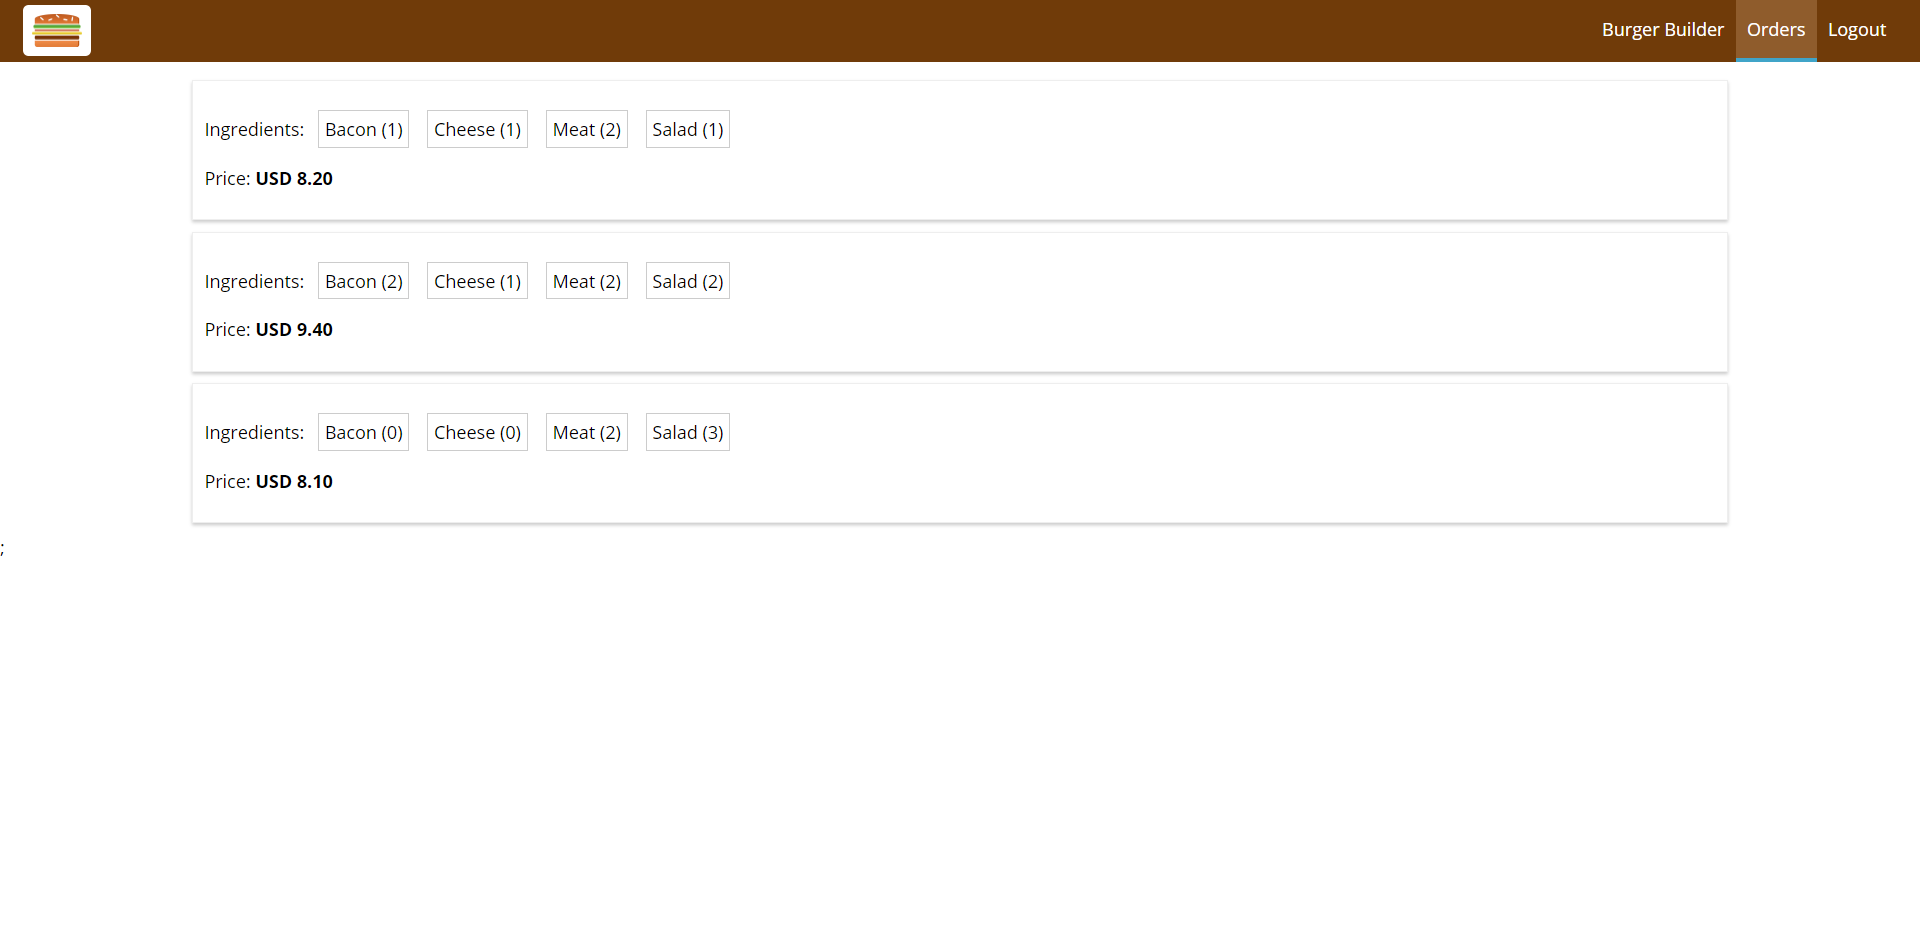 Burger Builder Orders Logout
Ingredients: Bacon (1) Cheese (1) Meat (2) Salad (1)
Price: USD 8.20
Ingredients: Bacon (2) Cheese (1) Meat (2) Salad (2)
Price: USD 9.40
Ingredients: Bacon (0) Cheese (0) Meat (2) Salad (3)
Price: USD 8.10
;